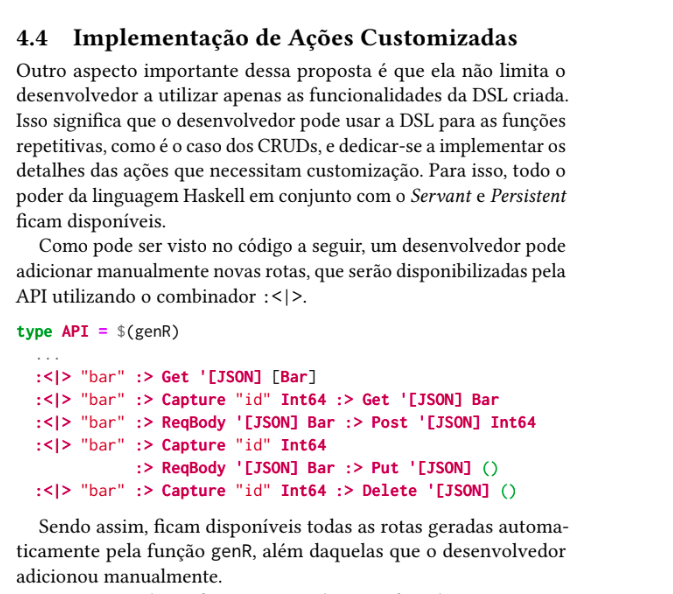 4.4 Implementação de Ações Customizadas
Outro aspecto importante dessa proposta é que ela não limita o
desenvolvedor a utilizar apenas as funcionalidades da DSL criada.
Isso significa que o desenvolvedor pode usar a DSL para as funções
repetitivas, como é o caso dos CRUDs, e dedicar-se a implementar os
detalhes das ações que necessitam customização. Para isso, todo o
poder da linguagem Haskell em conjunto com o Servant e Persistent
ficam disponíveis.
Como pode ser visto no código a seguir, um desenvolvedor pode
adicionar manualmente novas rotas, que serão disponibilizadas pela
API utilizando o combinador :<|>.
type API = $(genR)
...
:<|> "bar" :> Get '[JSON] [Bar]
:<|> "bar" :> Capture "id" Int64 :> Get '[JSON] Bar
:<|> "bar" :> ReqBody '[JSON] Bar :> Post '[JSON] Int64
:<|> "bar" :> Capture "id" Int64
:> ReqBody '[JSON] Bar :> Put '[JSON] ()
:<|> "bar" :> Capture "id" Int64 :> Delete '[JSON] ()
Sendo assim, ficam disponíveis todas as rotas geradas automa-
ticamente pela função genR, além daquelas que o desenvolvedor
adicionou manualmente.